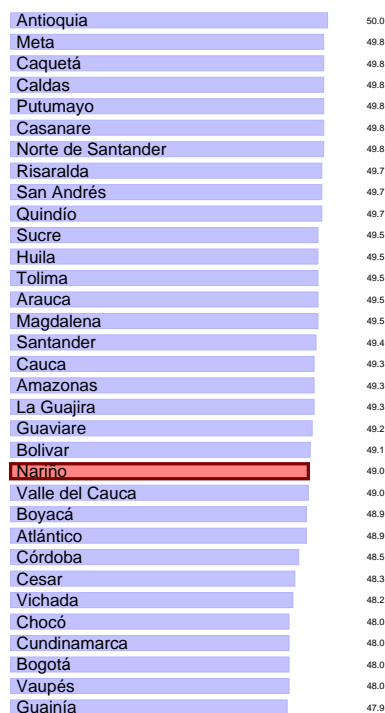 Antioquia 50.0
Meta 49.8
Caquetá 49.8
Caldas 49.8
Putumayo 49.8
Casanare 49.8
Norte de Santander 49.8
Risaralda 49.7
San Andrés 49.7
Quindío 49.7
Sucre 49.5
Huila 49.5
Tolima 49.5
Arauca 49.5
Magdalena 49.5
Santander 49.4
Cauca 49.3
Amazonas 49.3
La Guajira 49.3
Guaviare 49.2
Bolivar 49.1
Nariño 49.0
Valle del Cauca 49.0
Boyacá 48.9
Atlántico 48.9
Córdoba 48.5
Cesar 48.3
Vichada 48.2
Chocó 48.0
Cundinamarca 48.0
Bogotá 48.0
Vaupés 48.0
Guainía 47.9